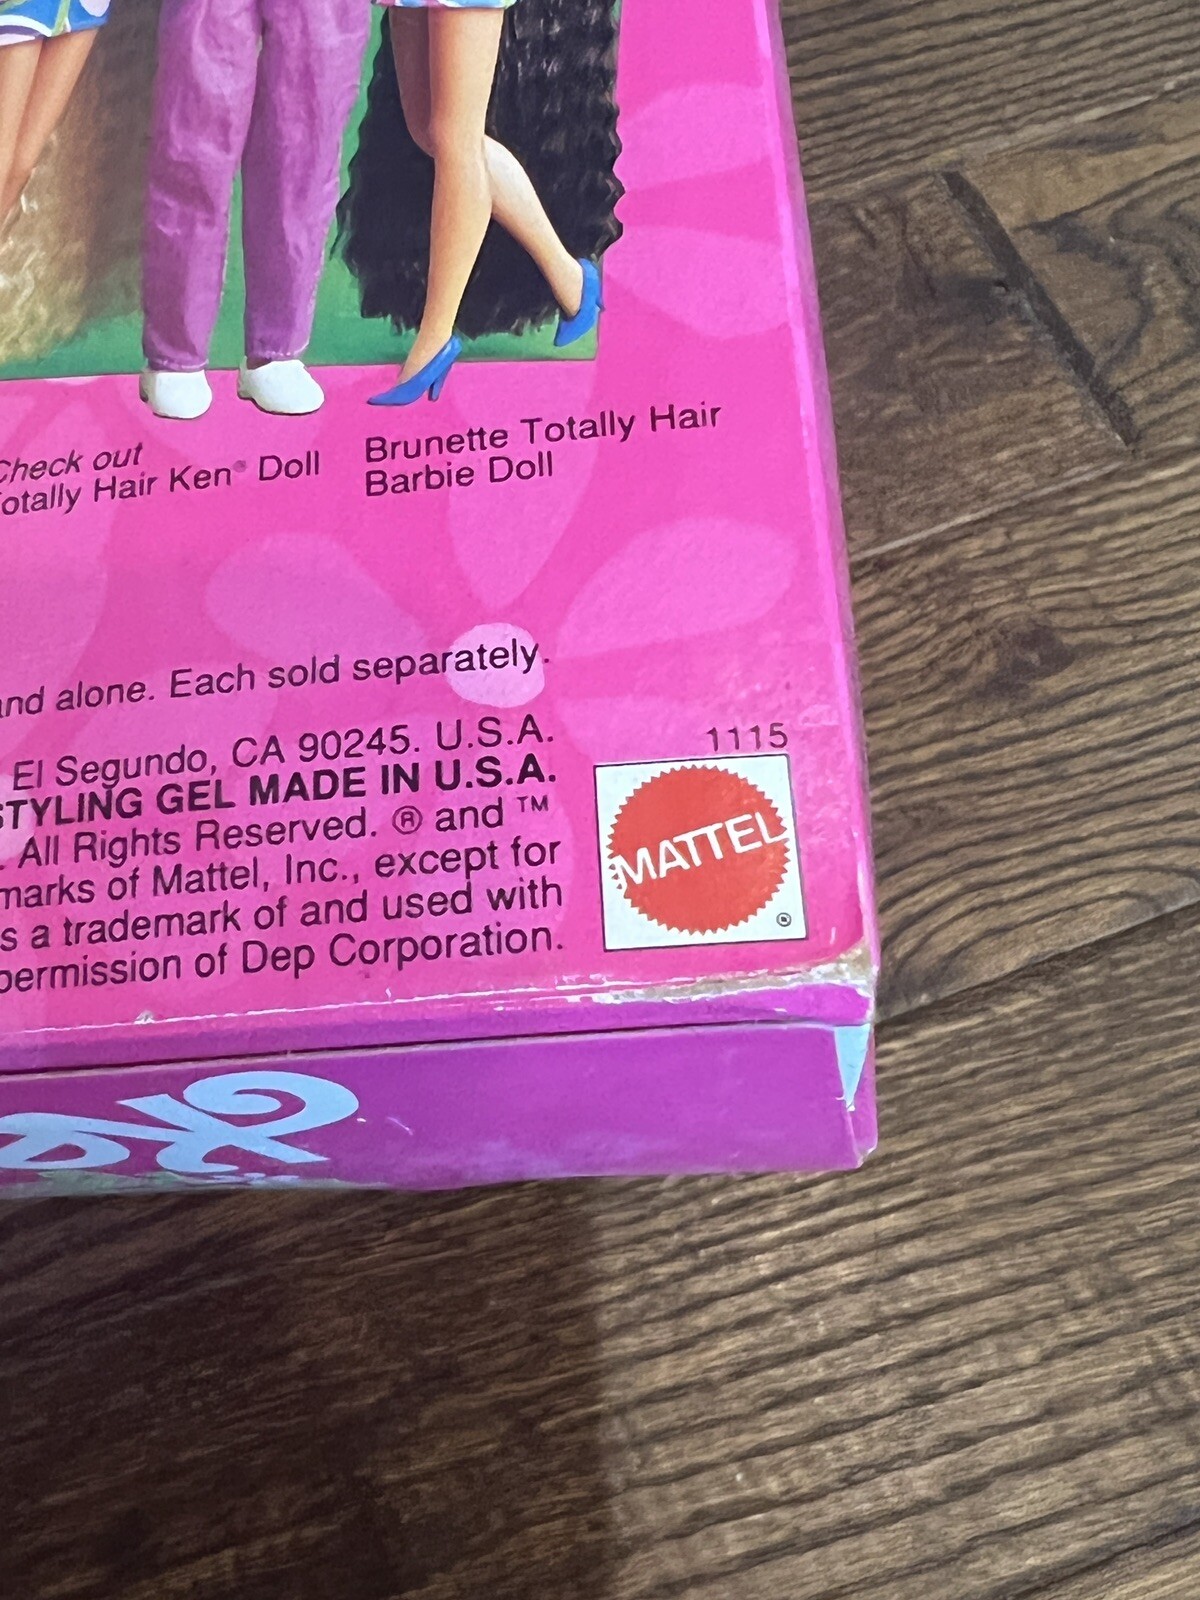 Check out
Totally Hair Ken® Doll
Brunette Totally Hair
Barbie Doll
and alone. Each sold separately.
El Segundo, CA 90245. U.S.A.
STYLING GEL MADE IN U.S.A.
. All Rights Reserved. ® and ™
marks of Mattel, Inc., except for
s a trademark of and used with
permission of Dep Corporation.
1115
MATTEL
®